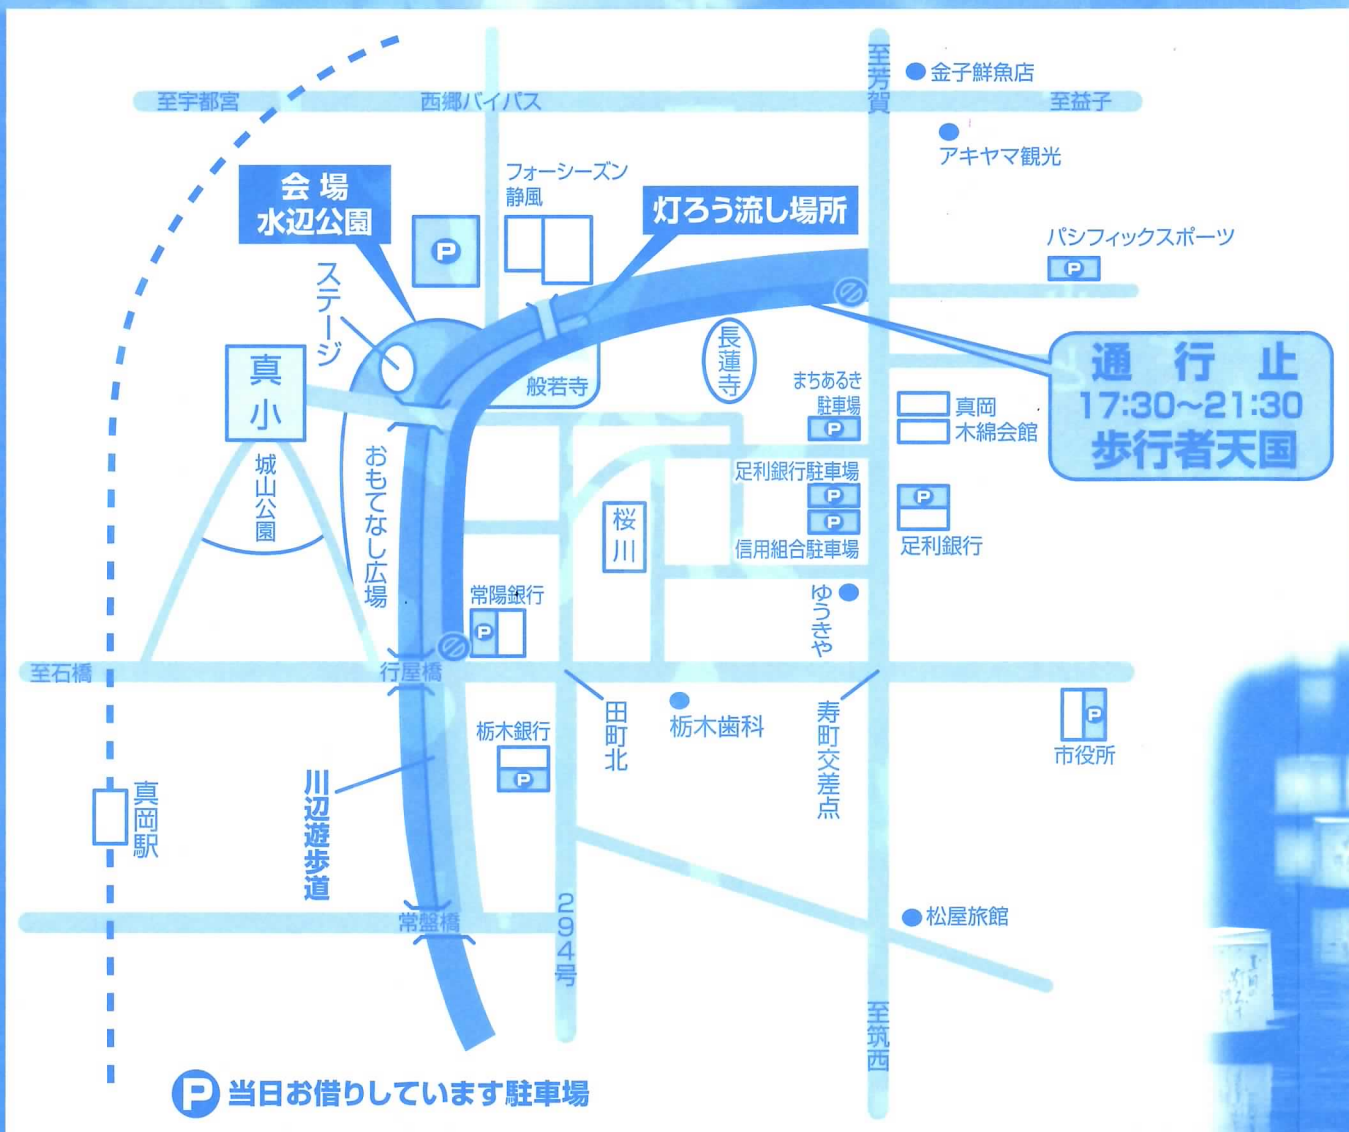 至芳賀
金子鮮魚店
至宇都宮
西郷バイパス
至益子
アキヤマ観光
フォーシーズン
静風
会場
水辺公園
灯ろう流し場所
P
パシフィックスポーツ
P
ステージ
長蓮寺
真小
般若寺
まちあるき
駐車場
P
通行止
17:30〜21:30
歩行者天国
真岡
木綿会館
城山公園
おもてなし広場
足利銀行駐車場
P
P
信用組合駐車場
P
足利銀行
桜川
常陽銀行
P
ゆうきや
至石橋
行屋橋
田町北
栃木歯科
寿町交差点
P
市役所
栃木銀行
P
川辺遊歩道
真岡駅
常盤橋
294号
松屋旅館
至筑西
P 当日お借りしています駐車場